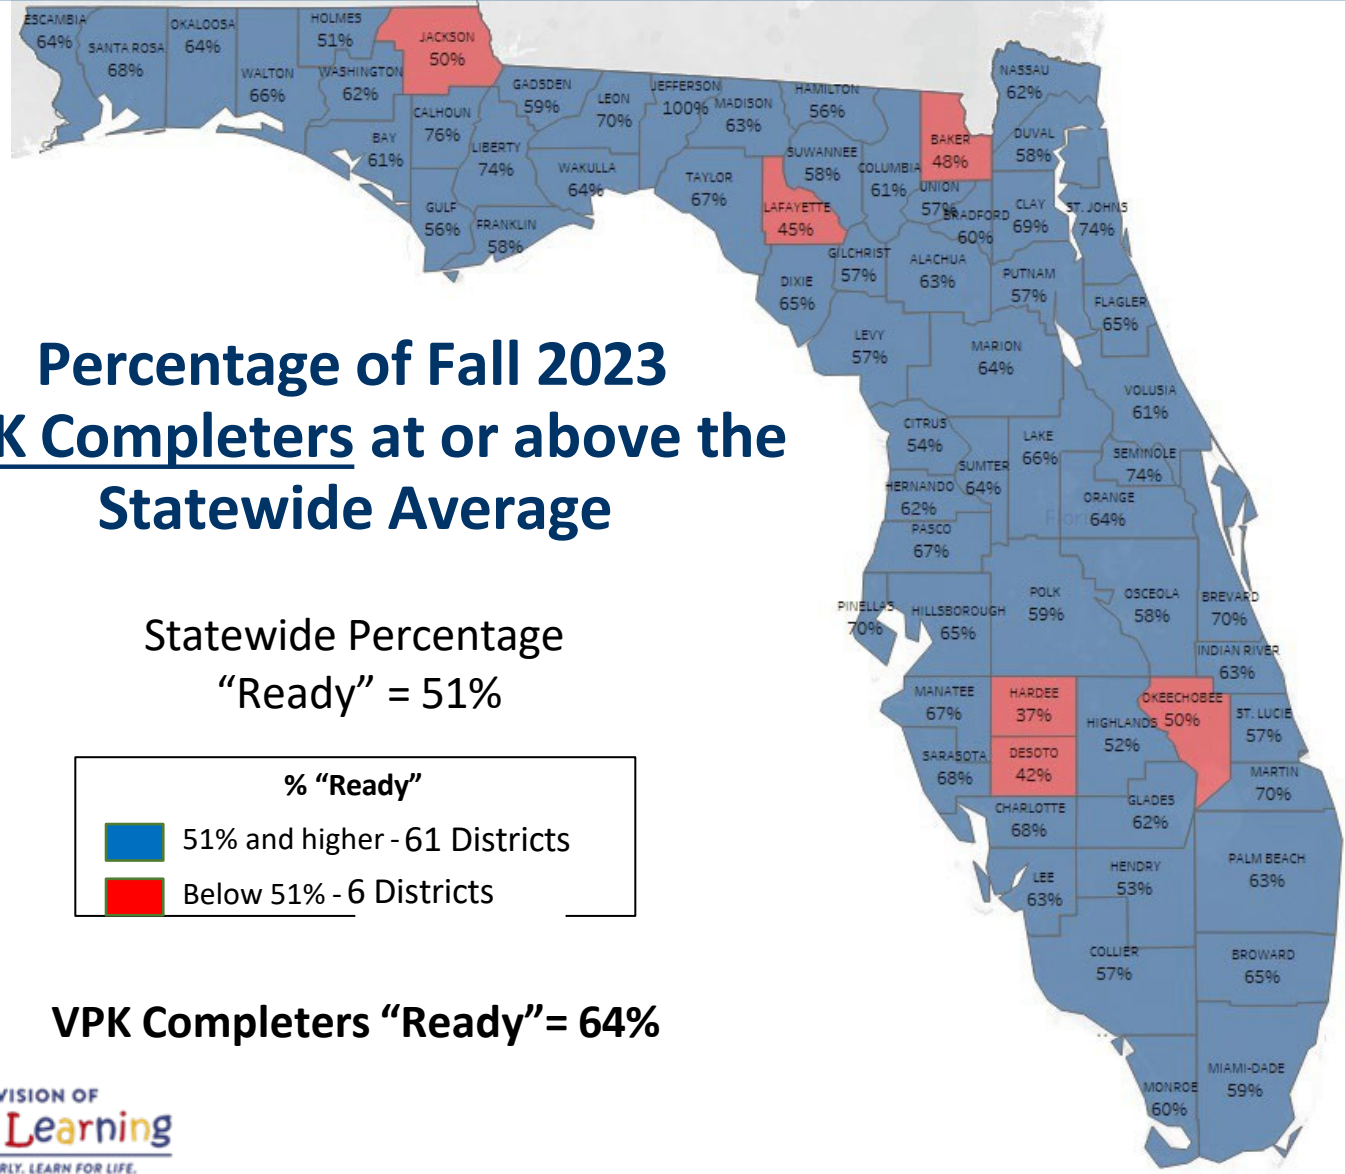 ESCAMBIA
64%
SANTA ROSA
68%
OKALOOSA
64%
WALTON
66%
HOLMES
51%
WASHINGTON
62%
JACKSON
50%
BAY
61%
CALHOUN
76%
GULF
56%
LIBERTY
74%
FRANKLIN
58%
GADSDEN
59%
LEON
70%
WAKULLA
64%
JEFFERSON
100%
MADISON
63%
TAYLOR
67%
HAMILTON
56%
SUWANNEE
58%
LAFAYETTE
45%
COLUMBIA
61%
BAKER
48%
UNION
57%
BRADFORD
60%
NASSAU
62%
DUVAL
58%
CLAY
69%
ST. JOHNS
74%
DIXIE
65%
GILCHRIST
57%
ALACHUA
63%
PUTNAM
57%
FLAGLER
65%
LEVY
57%
MARION
64%
VOLUSIA
61%
CITRUS
54%
SUMTER
64%
LAKE
66%
SEMINOLE
74%
HERNANDO
62%
ORANGE
64%
Flori
PASCO
67%
PINELLAS
70%
HILLSBOROUGH
65%
POLK
59%
OSCEOLA
58%
BREVARD
70%
INDIAN RIVER
63%
MANATEE
67%
HARDEE
37%
HIGHLANDS
52%
OKEECHOBEE
50%
ST. LUCIE
57%
SARASOTA
68%
DESOTO
42%
MARTIN
70%
CHARLOTTE
68%
GLADES
62%
LEE
63%
HENDRY
53%
PALM BEACH
63%
COLLIER
57%
BROWARD
65%
MONROE
60%
MIAMI-DADE
59%
Percentage of Fall 2023
K Completers at or above the
Statewide Average
Statewide Percentage
“Ready” = 51%
% “Ready”
51% and higher - 61 Districts
Below 51% - 6 Districts
VPK Completers “Ready”= 64%
VISION OF
Learning
RLY. LEARN FOR LIFE.